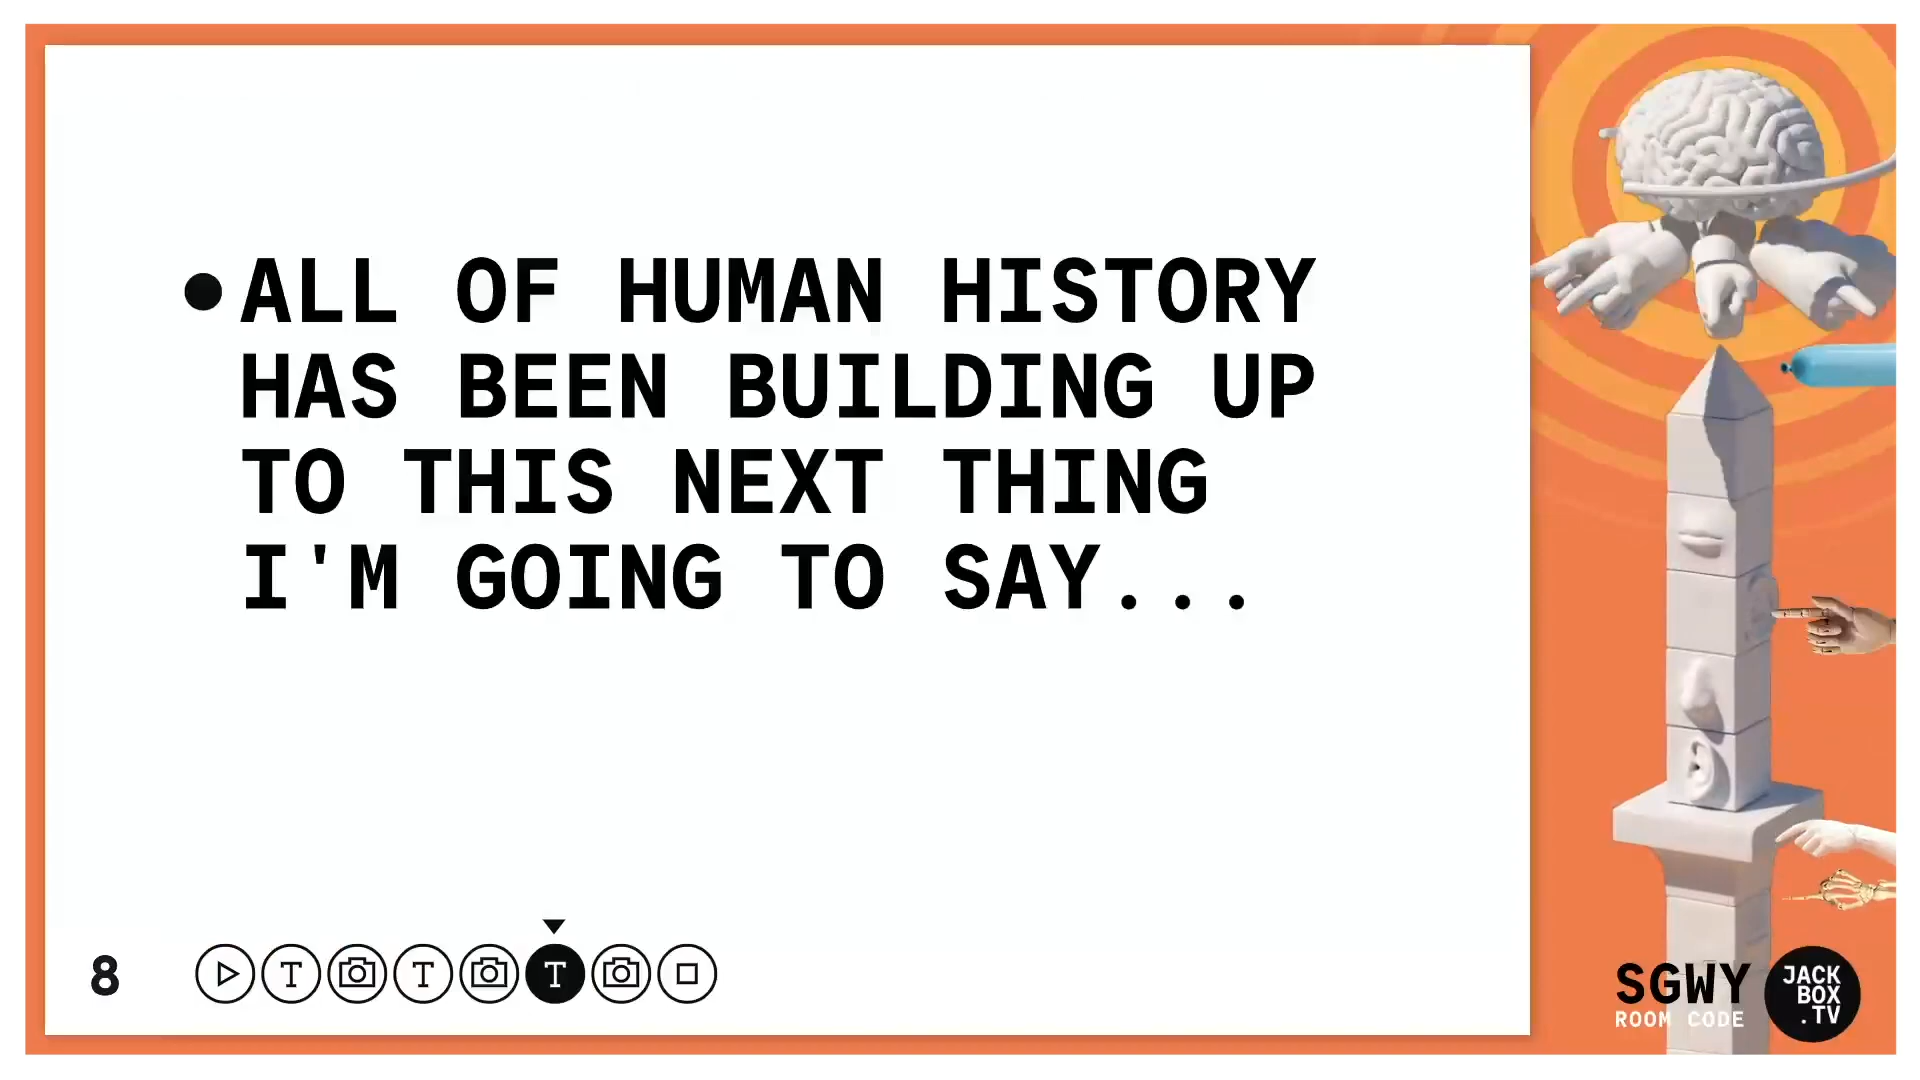 •ALL OF HUMAN HISTORY
HAS BEEN BUILDING UP
TO THIS NEXT THING
I'M GOING TO SAY...
8
T
T
T
SGWY
ROOM CODE
JACK
BOX
.TV